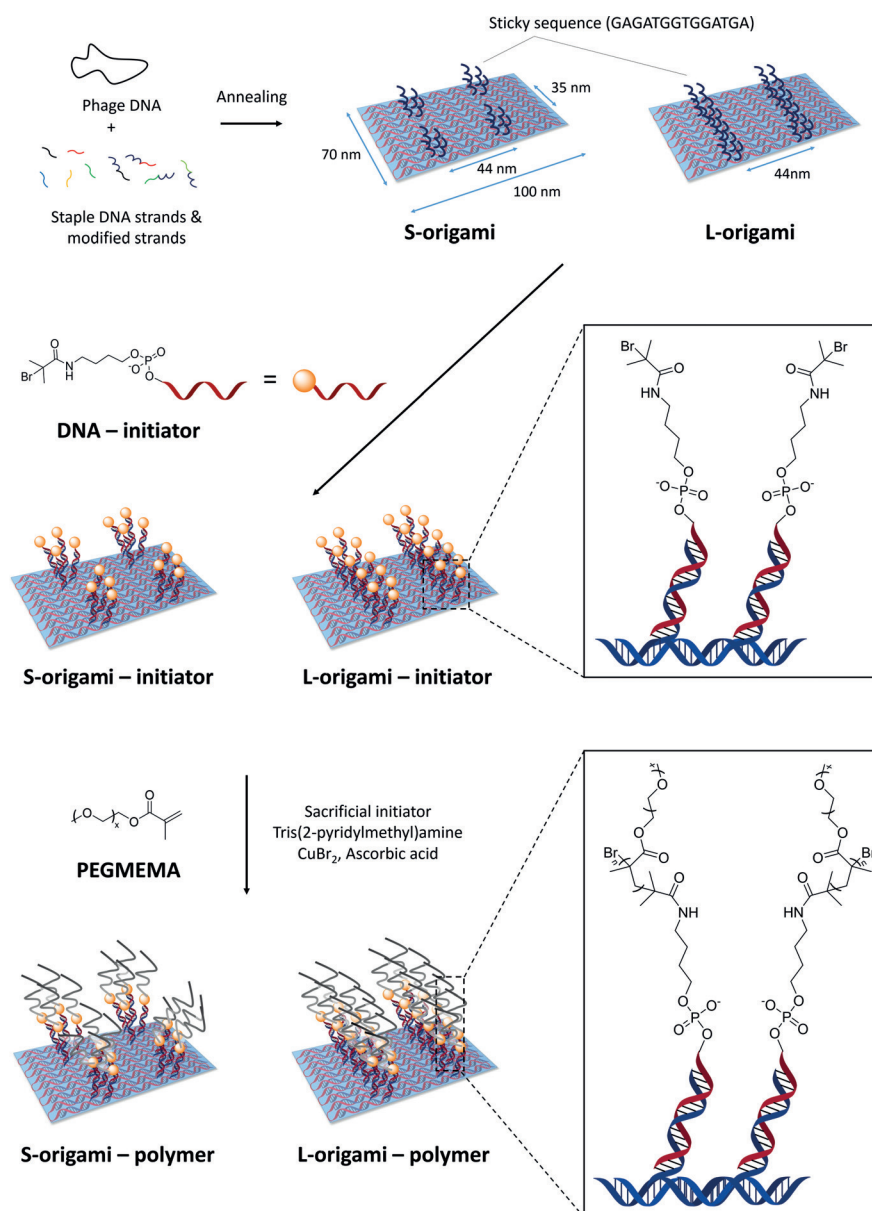 Sticky sequence (GAGATGGTGGATGA)
Phage DNA
+
Annealing
Staple DNA strands &
modified strands
70 nm
35 nm
44 nm
100 nm
44nm
S-origami
L-origami
Br
O
N
H
O
P
O
-O
O
=
DNA – initiator
Br
O
HN
O
-O
P
O
O
Br
O
NH
O
P
O-
O
O
S-origami – initiator
L-origami – initiator
O
x
O
O
PEGMEMA
Sacrificial initiator
Tris(2-pyridylmethyl)amine
CuBr2, Ascorbic acid
x
O
O
O
Br
n
O
NH
O
P
O-
O
O
x
O
O
O
Br
n
O
HN
O
-O
P
O
O
S-origami – polymer
L-origami – polymer